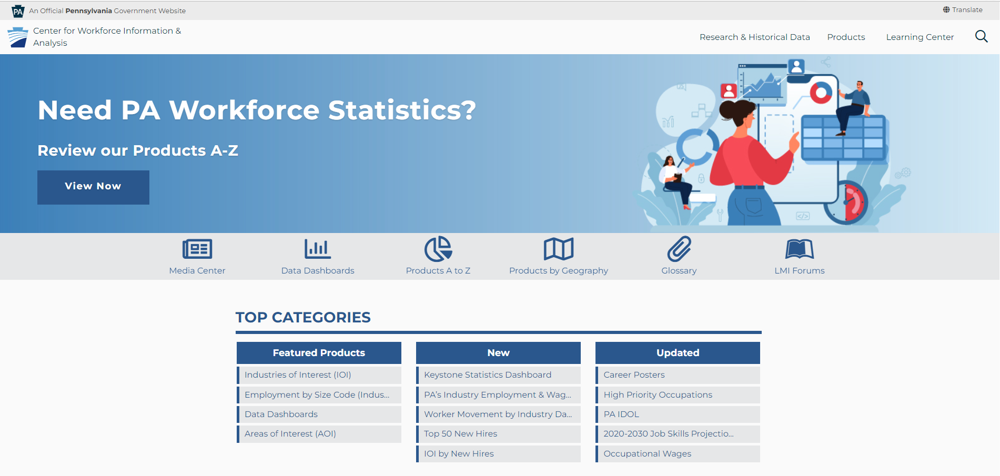 PA An Official Pennsylvania Government Website
Translate
Center for Workforce Information &
Analysis
Research & Historical Data
Products
Learning Center
Need PA Workforce Statistics?
Review our Products A-Z
View Now
</>
Media Center
Data Dashboards
Products A to Z
Products by Geography
Glossary
LMI Forums
TOP CATEGORIES
Featured Products
Industries of Interest (IOI)
Employment by Size Code (Indus...
Data Dashboards
Areas of Interest (AOI)
New
Keystone Statistics Dashboard
PA’s Industry Employment & Wag...
Worker Movement by Industry Da...
Top 50 New Hires
IOI by New Hires
Updated
Career Posters
High Priority Occupations
PA IDOL
2020-2030 Job Skills Projectio...
Occupational Wages